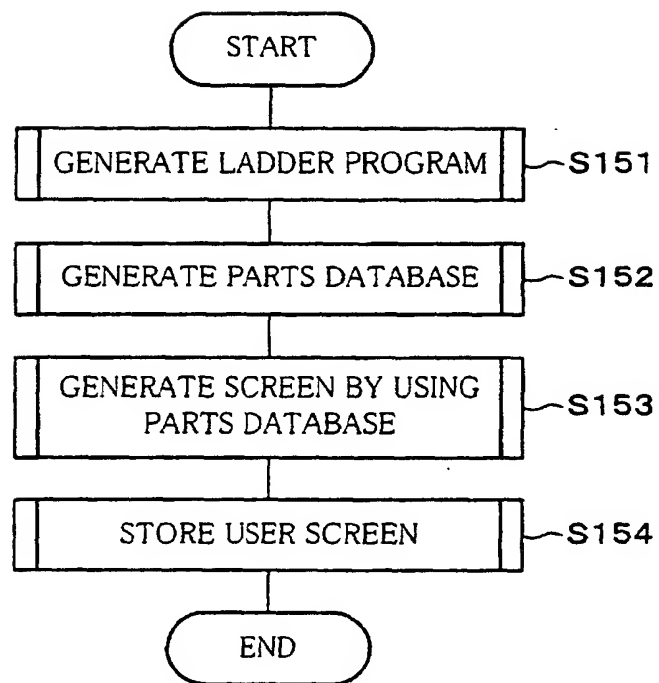 START
GENERATE LADDER PROGRAM
S151
GENERATE PARTS DATABASE
S152
GENERATE SCREEN BY USING
PARTS DATABASE
S153
STORE USER SCREEN
S154
END